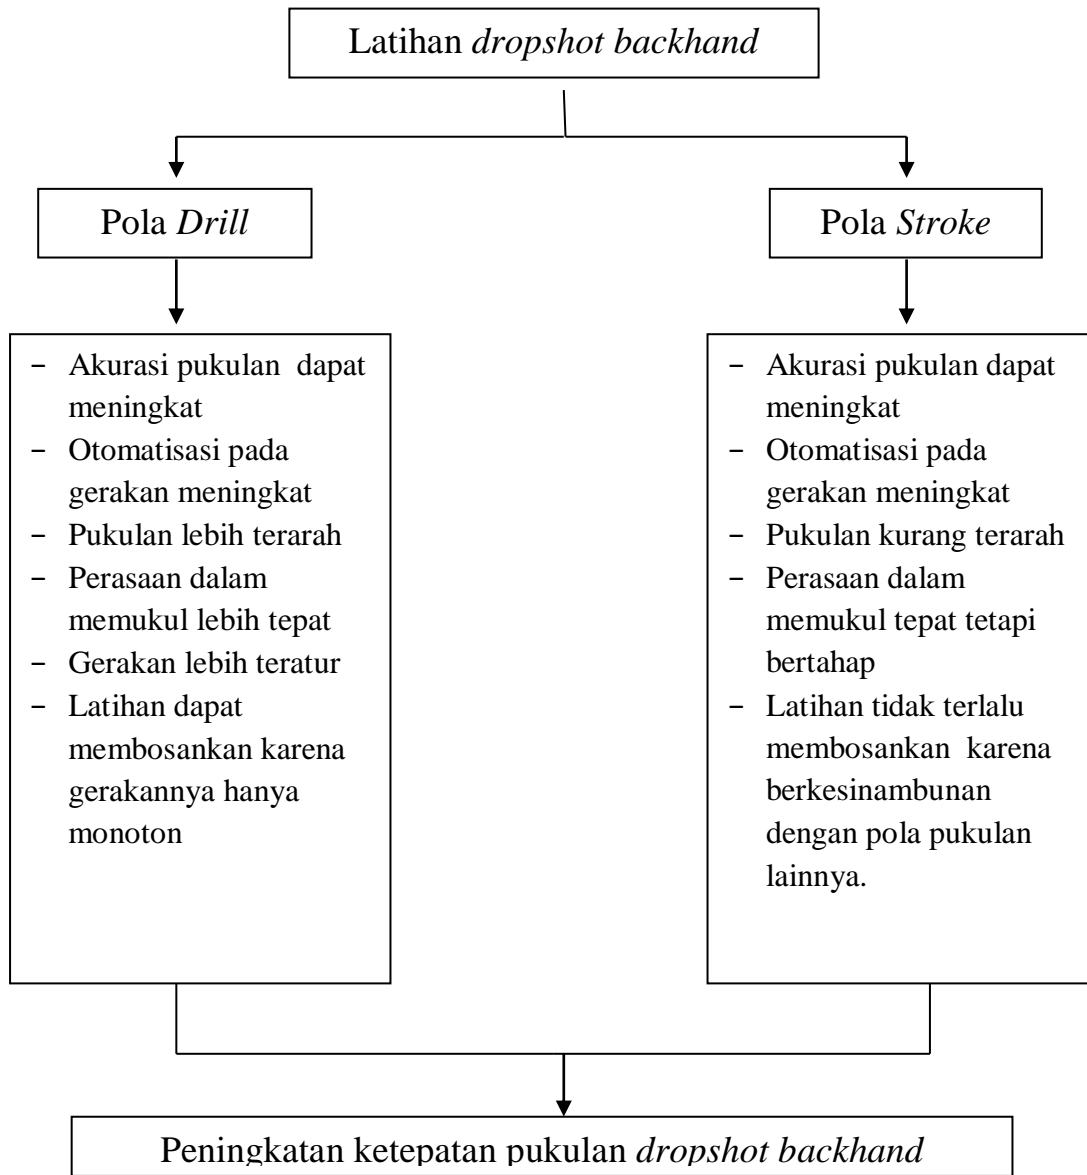 Latihan dropshot backhand
Pola Drill
Pola Stroke
– Akurasi pukulan dapat
meningkat
– Otomatisasi pada
gerakan meningkat
– Pukulan lebih terarah
– Perasaan dalam
memukul lebih tepat
– Gerakan lebih teratur
– Latihan dapat
membosankan karena
gerakannya hanya
monoton
– Akurasi pukulan dapat
meningkat
– Otomatisasi pada
gerakan meningkat
– Pukulan kurang terarah
– Perasaan dalam
memukul tepat tetapi
bertahap
– Latihan tidak terlalu
membosankan karena
berkesinambunan
dengan pola pukulan
lainnya.
Peningkatan ketepatan pukulan dropshot backhand